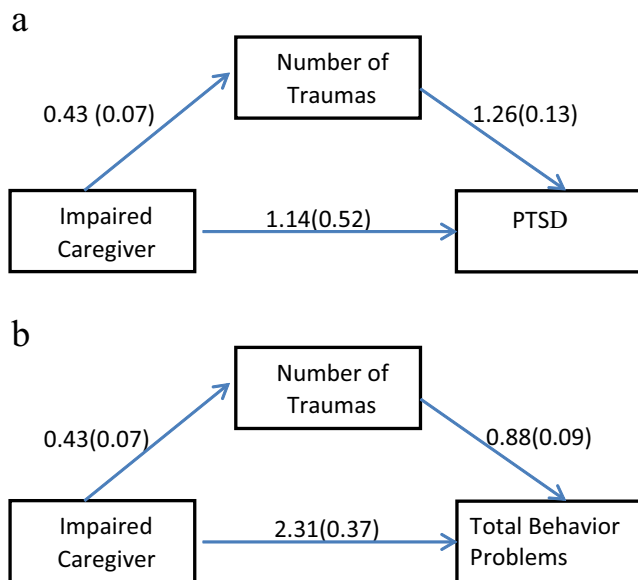 a
Number of
Traumas
0.43 (0.07)
1.26(0.13)
Impaired
Caregiver
1.14(0.52)
PTSD
b
Number of
Traumas
0.43(0.07)
0.88(0.09)
Impaired
Caregiver
2.31(0.37)
Total Behavior
Problems